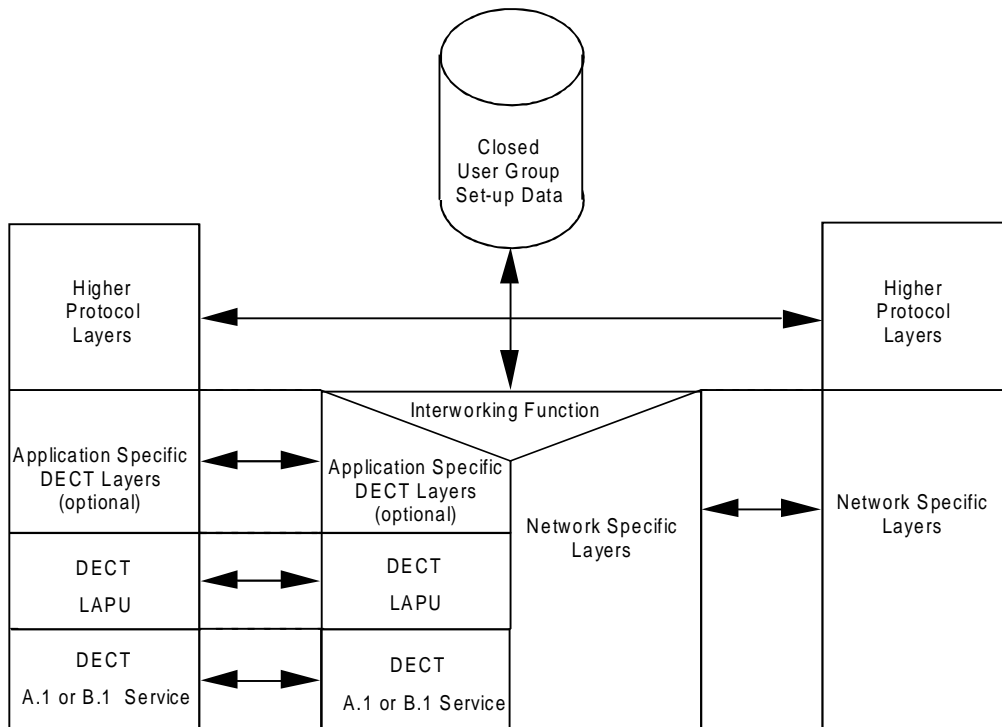 Closed
User Group
Set-up Data
Higher
Protocol
Layers
Higher
Protocol
Layers
Interworking Function
Application Specific
DECT Layers
(optional)
Application Specific
DECT Layers
(optional)
Network Specific
Layers
Network Specific
Layers
DECT
LAPU
DECT
LAPU
DECT
A.1 or B.1 Service
DECT
A.1 or B.1 Service